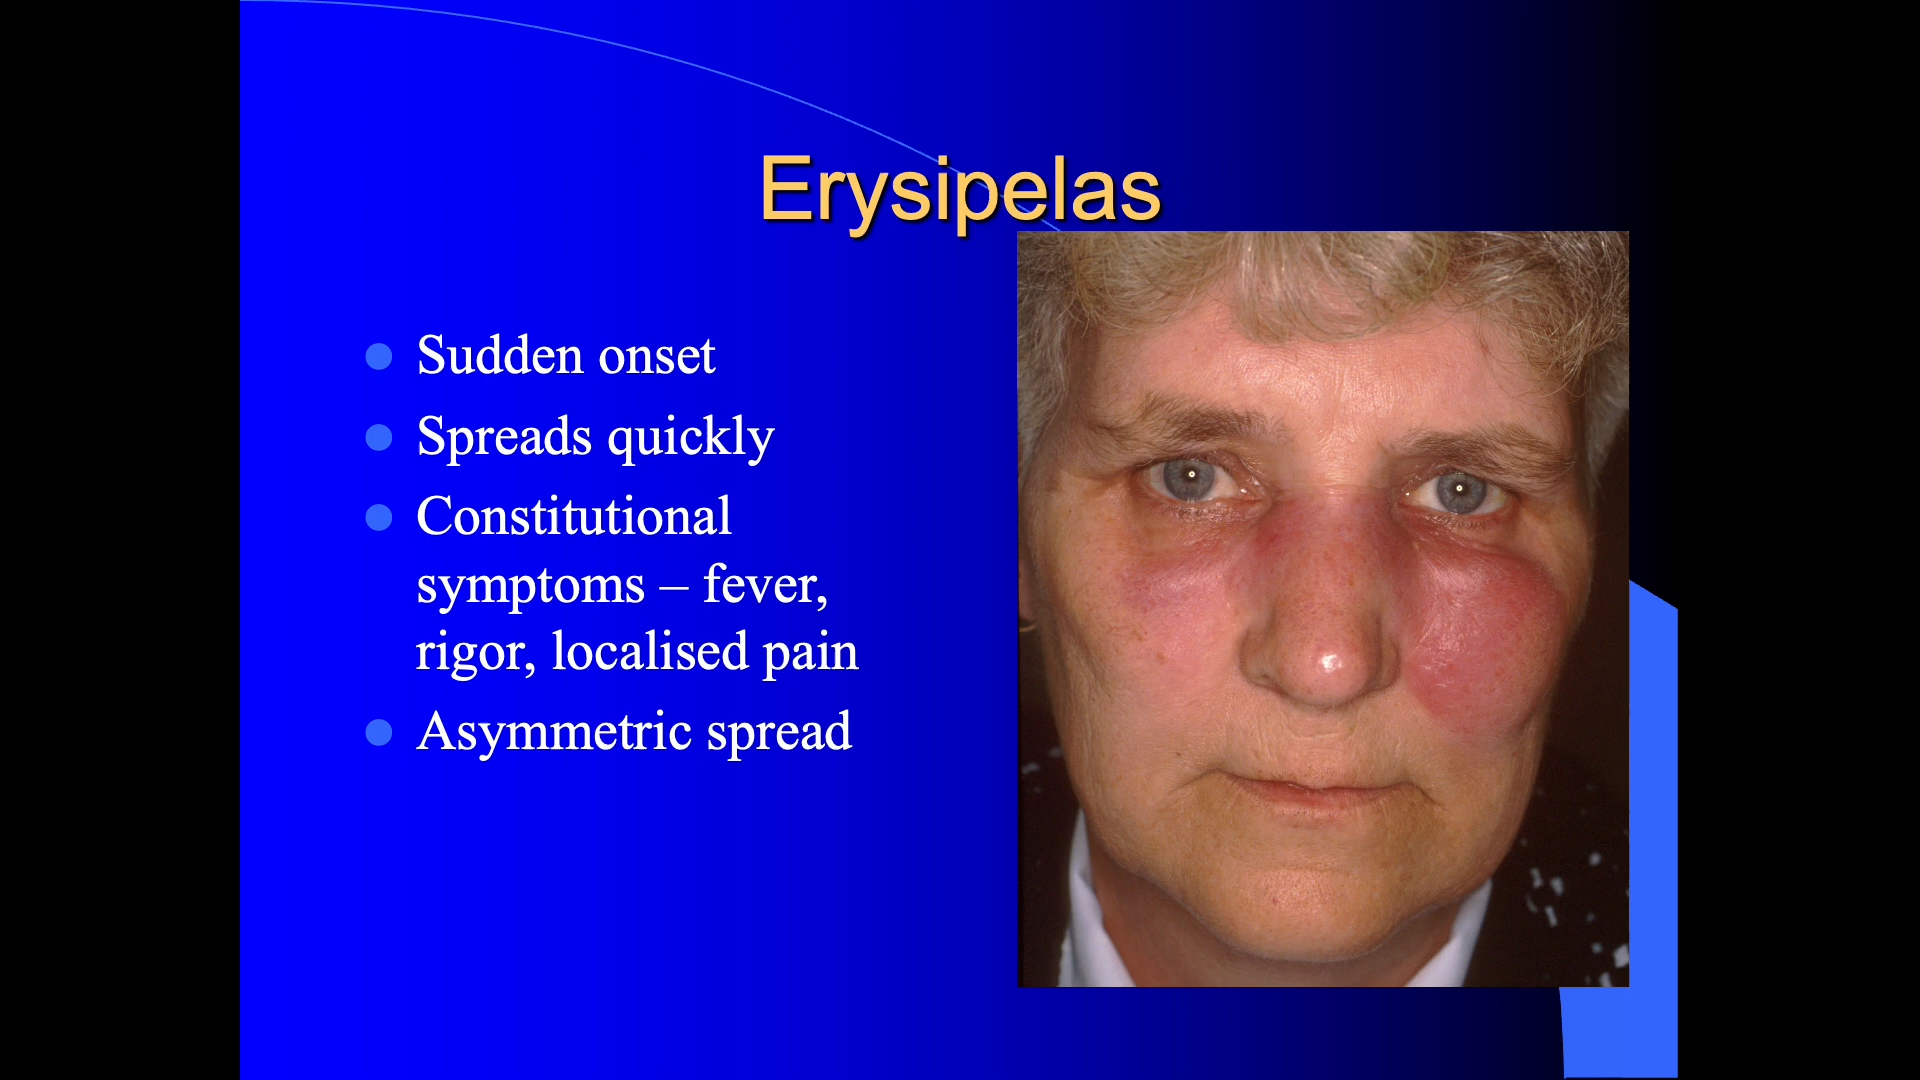 Erysipelas
Sudden onset
Spreads quickly
Constitutional
symptoms – fever,
rigor, localised pain
Asymmetric spread